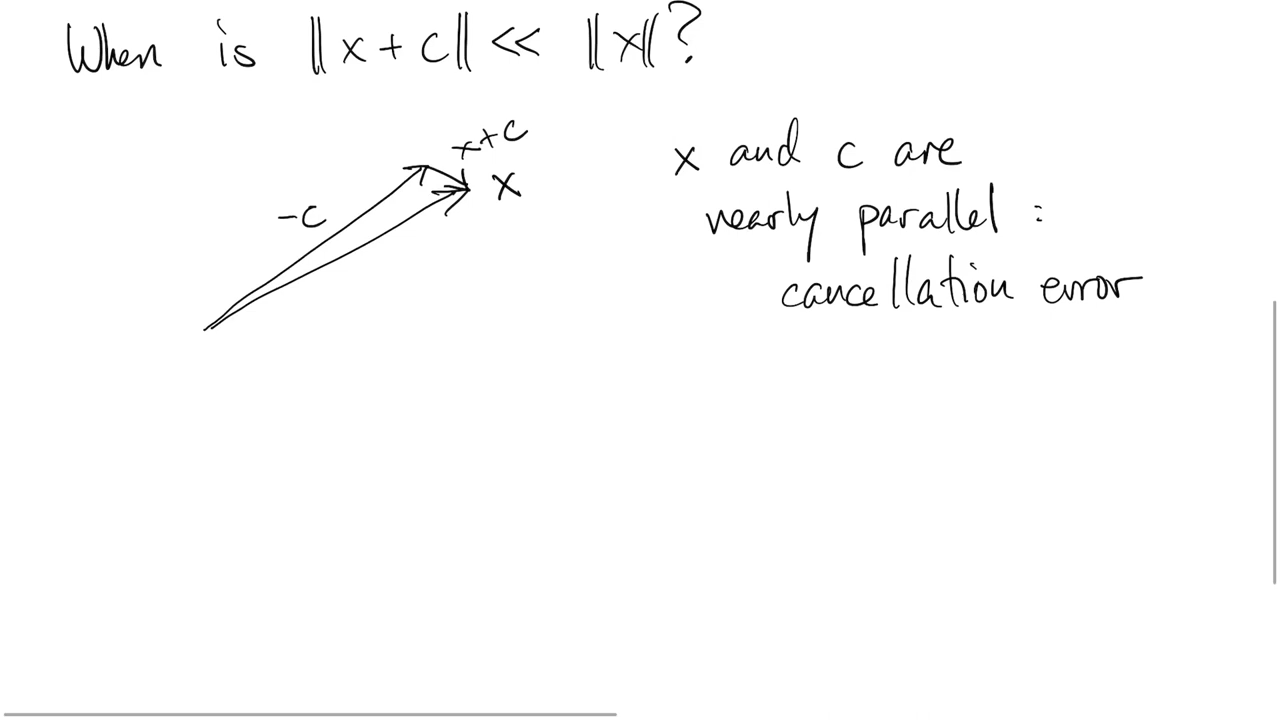 When is ‖x + c‖ << ‖x‖?
x + c
-c
x
x and c are
nearly parallel :
cancellation error